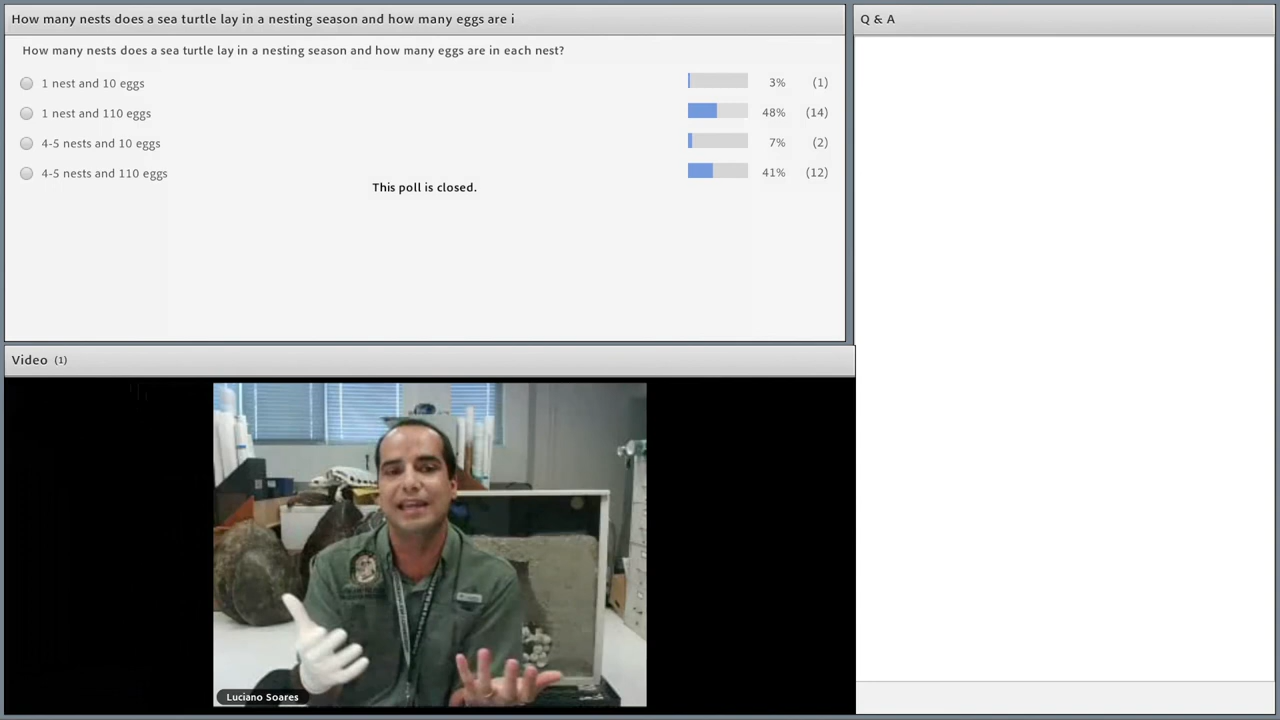 How many nests does a sea turtle lay in a nesting season and how many eggs are i
Q & A
How many nests does a sea turtle lay in a nesting season and how many eggs are in each nest?
1 nest and 10 eggs 3% (1)
1 nest and 110 eggs 48% (14)
4-5 nests and 10 eggs 7% (2)
4-5 nests and 110 eggs 41% (12)
This poll is closed.
Video (1)
Luciano Soares